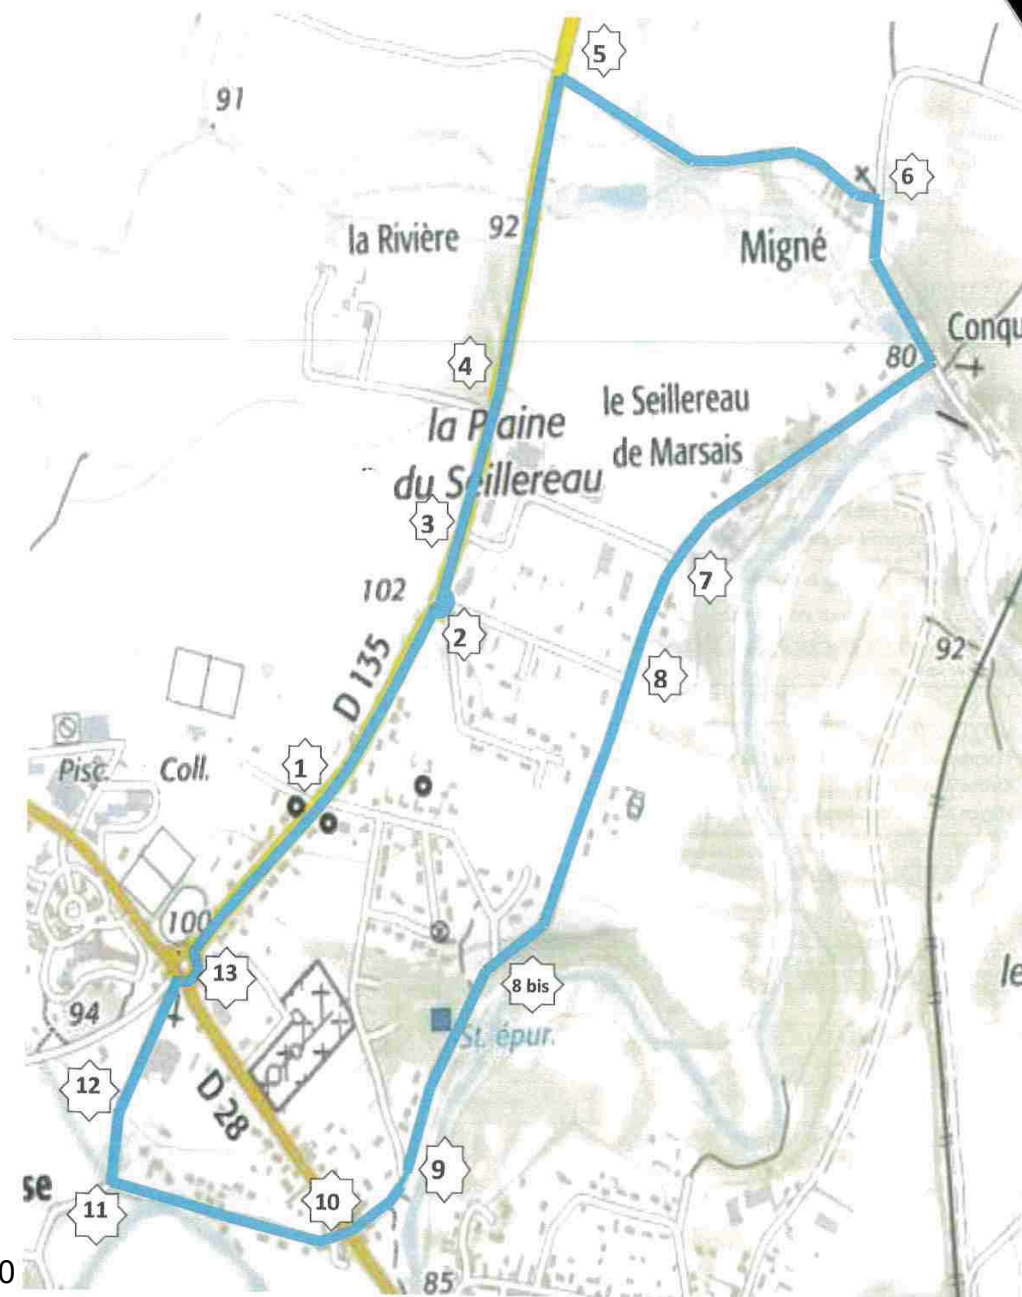 5
91
6
la Rivière
92
Migné
Conqu
4
80
le Seillereau
de Marsais
la Plaine
du Seillereau
3
7
102
2
D 135
8
92
1
Pisc.
Coll.
100
13
8 bis
le
94
St. épur.
12
D 28
9
se
10
11
0
85